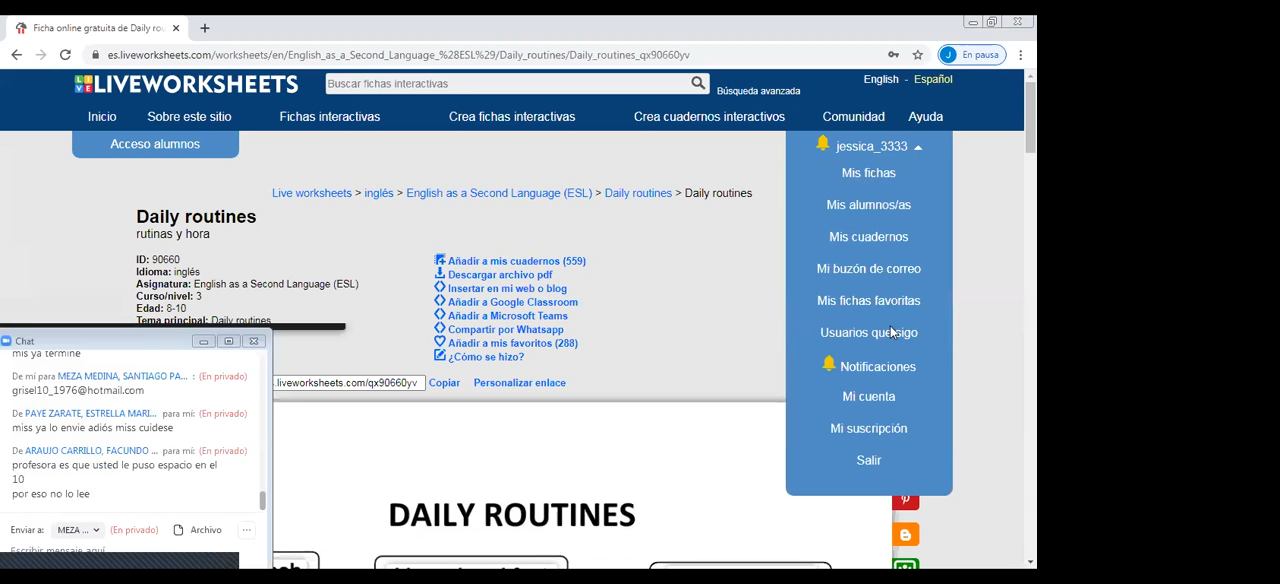 Ficha online gratuita de Daily rou
En pausa
es.liveworksheets.com/worksheets/en/English_as_a_Second_Language_%28ESL%29/Daily_routines/Daily_routines_qx90660yv
LIVEWORKSHEETS
Buscar fichas interactivas
Búsqueda avanzada
English - Español
Inicio Sobre este sitio Fichas interactivas Crea fichas interactivas Crea cuadernos interactivos Comunidad Ayuda
Acceso alumnos
jessica_3333
Mis fichas
Mis alumnos/as
Mis cuadernos
Mi buzón de correo
Mis fichas favoritas
Usuarios que sigo
Notificaciones
Mi cuenta
Mi suscripción
Salir
Live worksheets > inglés > English as a Second Language (ESL) > Daily routines > Daily routines
Daily routines
rutinas y hora
ID: 90660
Idioma: inglés
Asignatura: English as a Second Language (ESL)
Curso/nivel: 3
Edad: 8-10
Tema principal: Daily routines
Añadir a mis cuadernos (559)
Descargar archivo pdf
Insertar en mi web o blog
Añadir a Google Classroom
Añadir a Microsoft Teams
Compartir por Whatsapp
Añadir a mis favoritos (288)
¿Cómo se hizo?
.liveworksheets.com/qx90660yv Copiar Personalizar enlace
Chat
mis ya termine
De mí para MEZA MEDINA, SANTIAGO PA... : (En privado)
grisel10_1976@hotmail.com
De PAYE ZARATE, ESTRELLA MARI... para mí: (En privado)
miss ya lo envie adiós miss cuidese
De ARAUJO CARRILLO, FACUNDO ... para mí: (En privado)
profesora es que usted le puso espacio en el
10
por eso no lo lee
Enviar a: MEZA ... (En privado) Archivo ...
Escribir mensaje aquí
DAILY ROUTINES